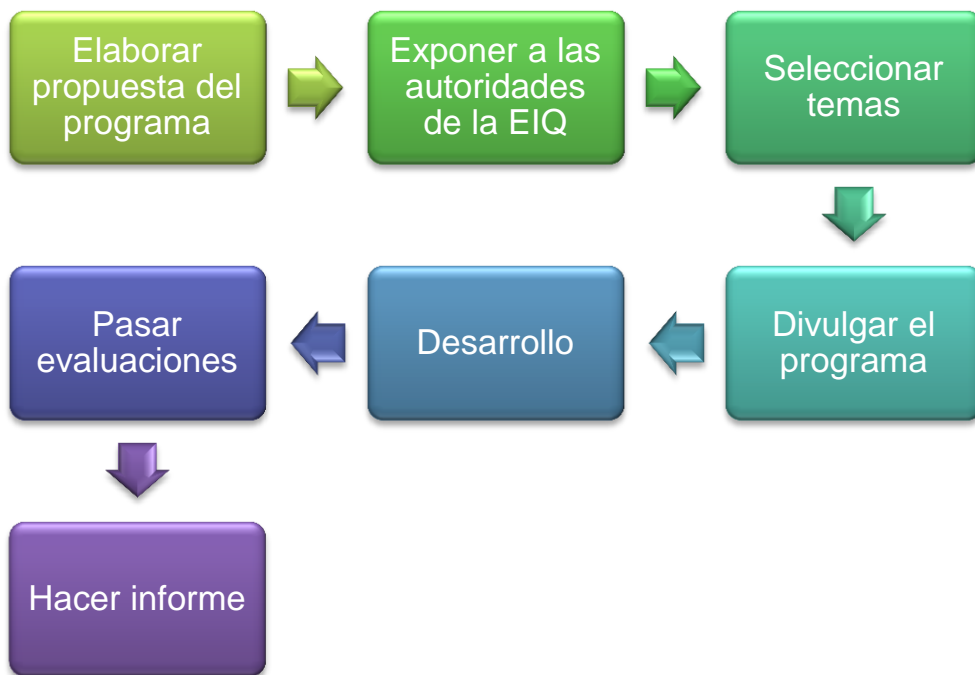 Elaborar
propuesta del
programa
Exponer a las
autoridades
de la EIQ
Seleccionar
temas
Divulgar el
programa
Desarrollo
Pasar
evaluaciones
Hacer informe